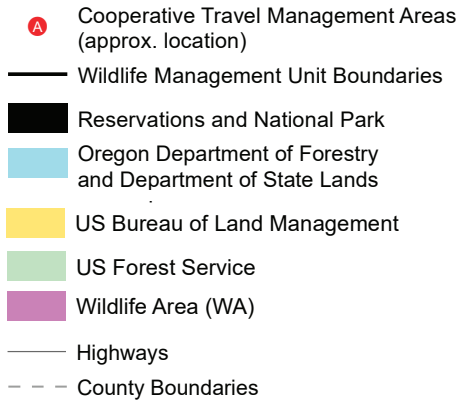 A
Cooperative Travel Management Areas
(approx. location)
Wildlife Management Unit Boundaries
Reservations and National Park
Oregon Department of Forestry
and Department of State Lands
US Bureau of Land Management
US Forest Service
Wildlife Area (WA)
Highways
County Boundaries